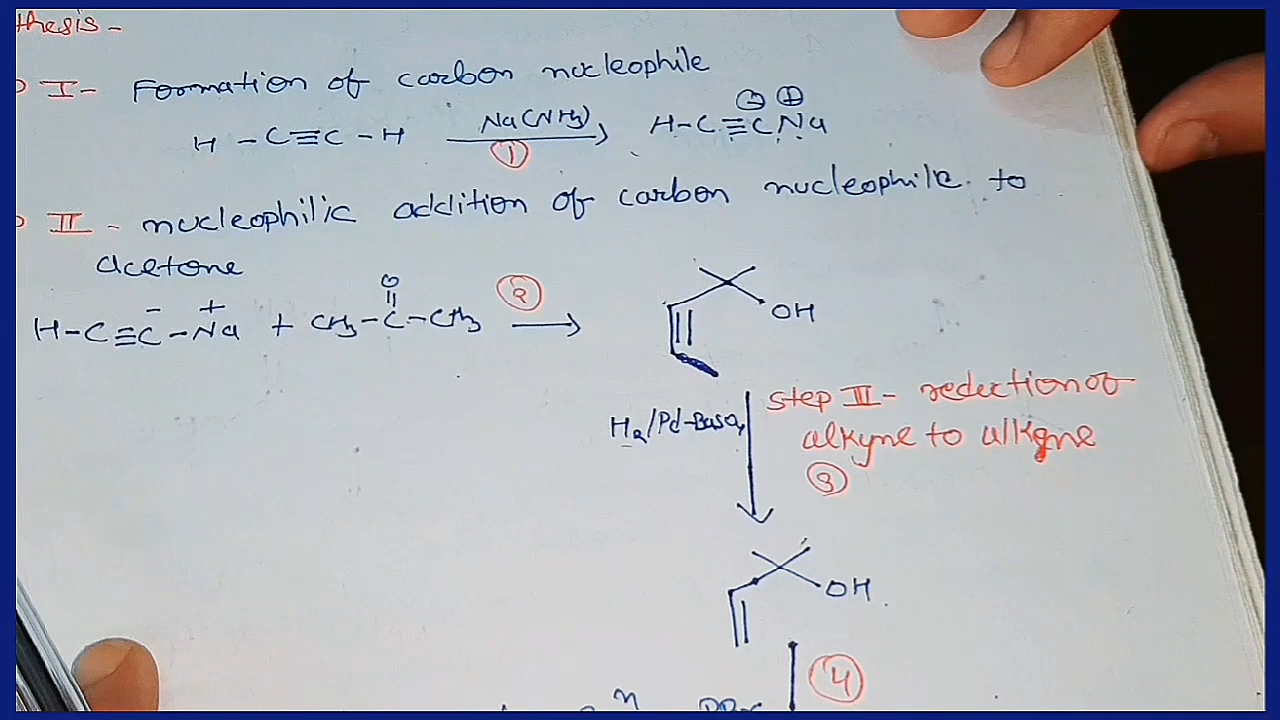 thesis -
I - Formation of carbon nucleophile
H - C≡C - H Na(NH3) ① H-C≡C Na ⊖ ⊕
II - nucleophilic addition of carbon nucleophile to
acetone
H-C≡C⁻-Na⁺ + CH3-C(=O)-CH3 ②
OH
H2/Pd-BaSO4
step III - reduction of
alkyne to alkene
③
OH
④